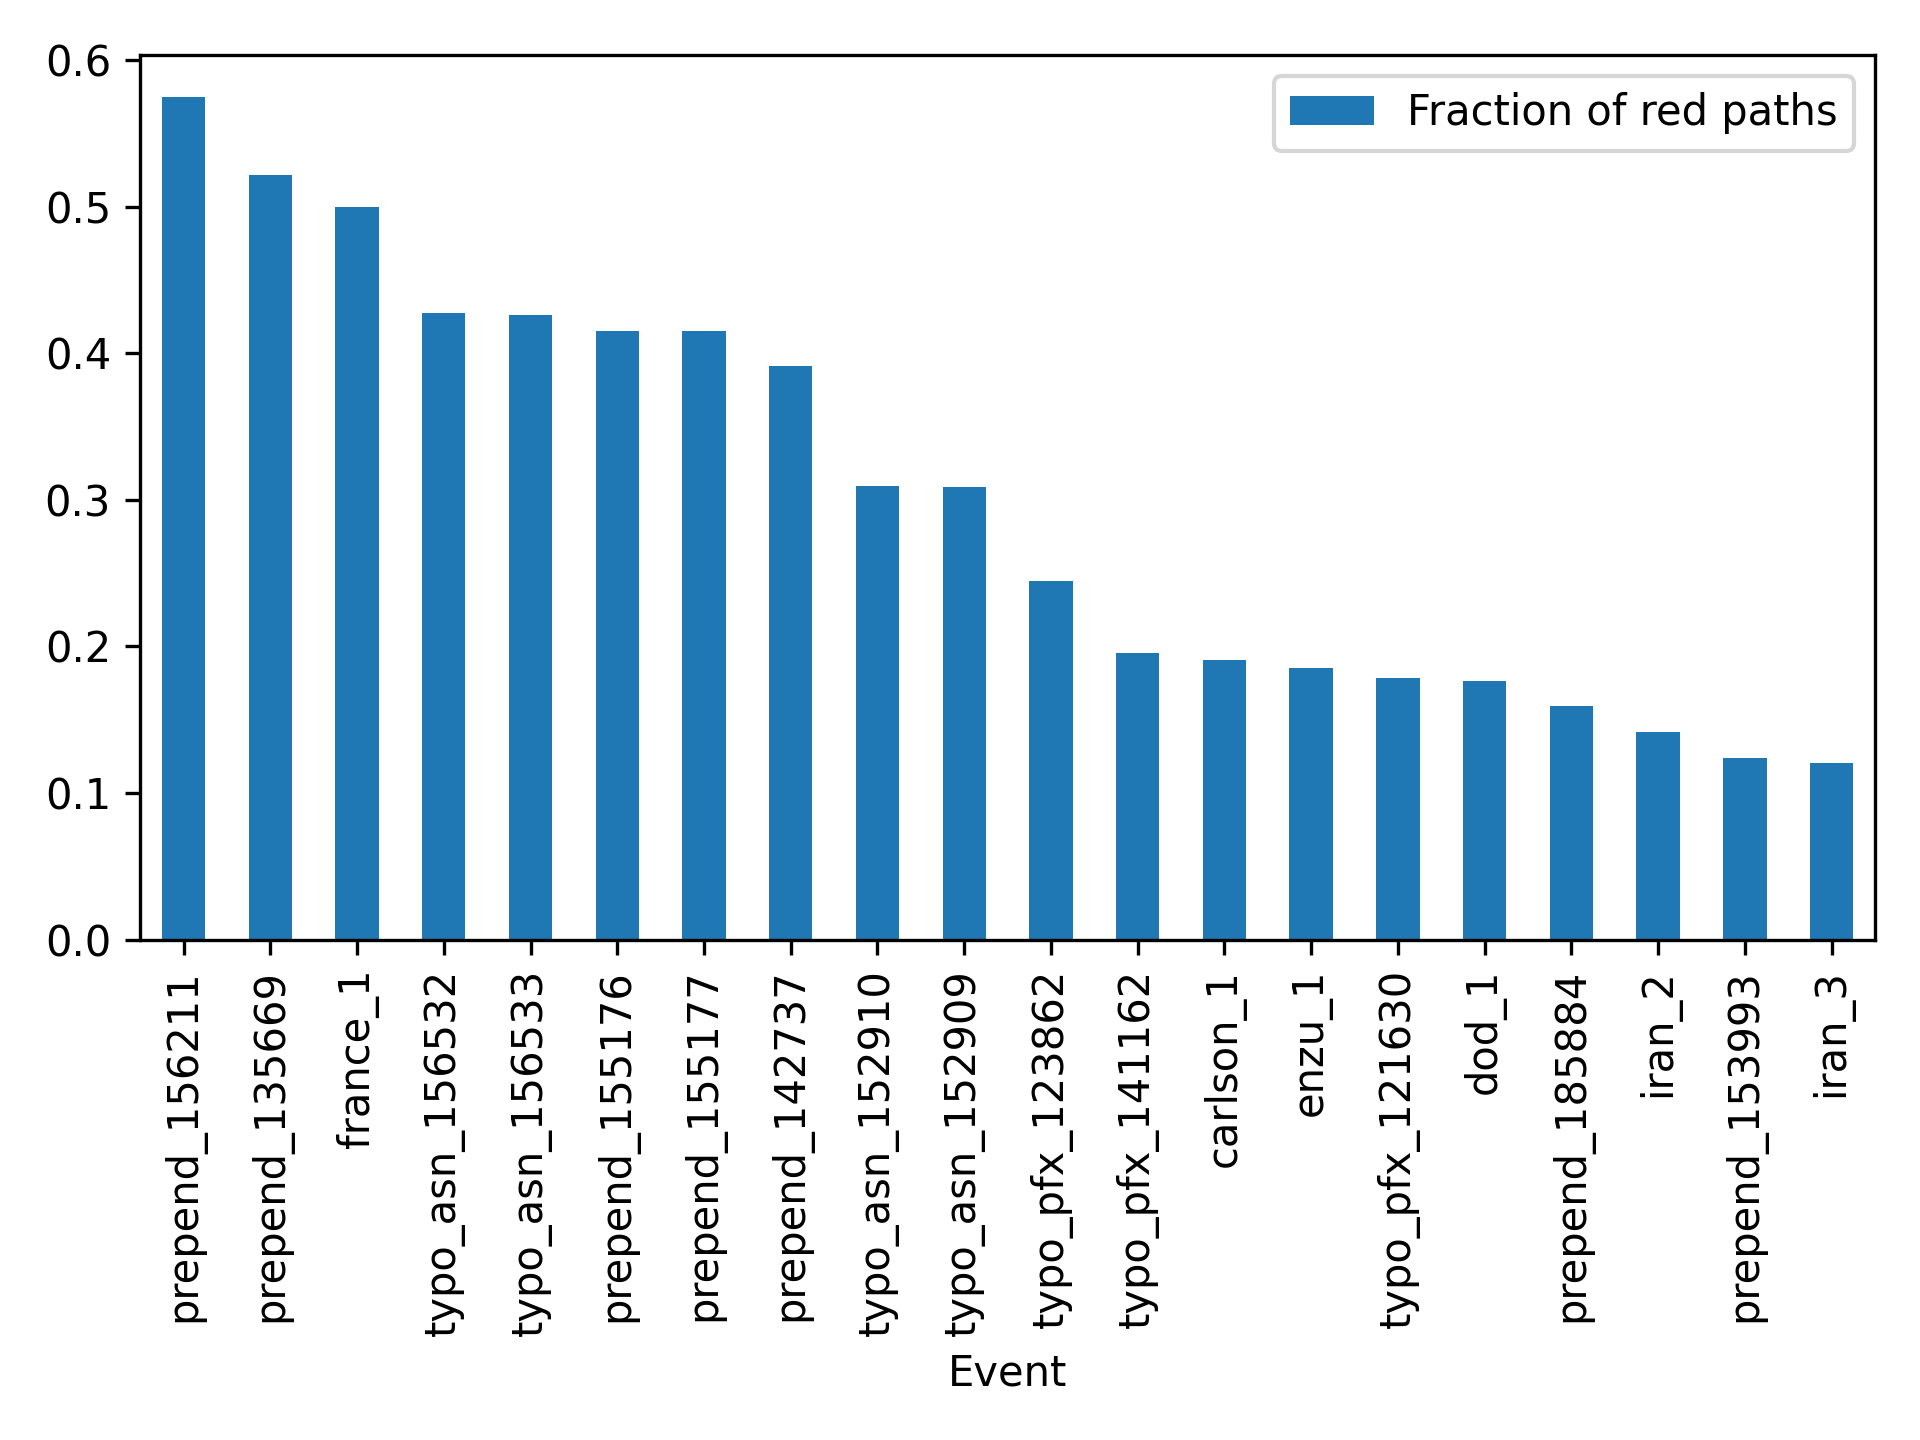 Fraction of red paths
0.6
0.5
0.4
0.3
0.2
0.1
0.0
prepend_156211
prepend_135669
france_1
typo_asn_156532
typo_asn_156533
prepend_155176
prepend_155177
prepend_142737
typo_asn_152910
typo_asn_152909
typo_pfx_123862
typo_pfx_141162
carlson_1
enzu_1
typo_pfx_121630
dod_1
prepend_185884
iran_2
prepend_153993
iran_3
Event